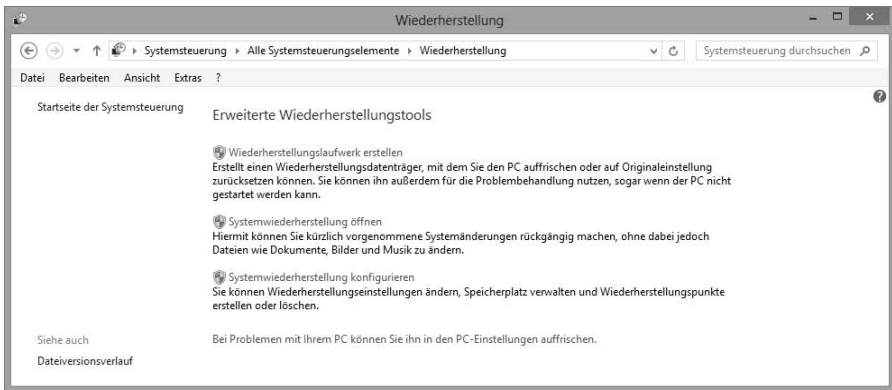 Wiederherstellung
Systemsteuerung ▸ Alle Systemsteuerungselemente ▸ Wiederherstellung
Systemsteuerung durchsuchen
Datei Bearbeiten Ansicht Extras ?
Startseite der Systemsteuerung
Erweiterte Wiederherstellungstools
Wiederherstellungslaufwerk erstellen
Erstellt einen Wiederherstellungsdatenträger, mit dem Sie den PC auffrischen oder auf Originaleinstellung
zurücksetzen können. Sie können ihn außerdem für die Problembehandlung nutzen, sogar wenn der PC nicht
gestartet werden kann.
Systemwiederherstellung öffnen
Hiermit können Sie kürzlich vorgenommene Systemänderungen rückgängig machen, ohne dabei jedoch
Dateien wie Dokumente, Bilder und Musik zu ändern.
Systemwiederherstellung konfigurieren
Sie können Wiederherstellungseinstellungen ändern, Speicherplatz verwalten und Wiederherstellungspunkte
erstellen oder löschen.
Bei Problemen mit Ihrem PC können Sie ihn in den PC-Einstellungen auffrischen.
Siehe auch
Dateiversionsverlauf